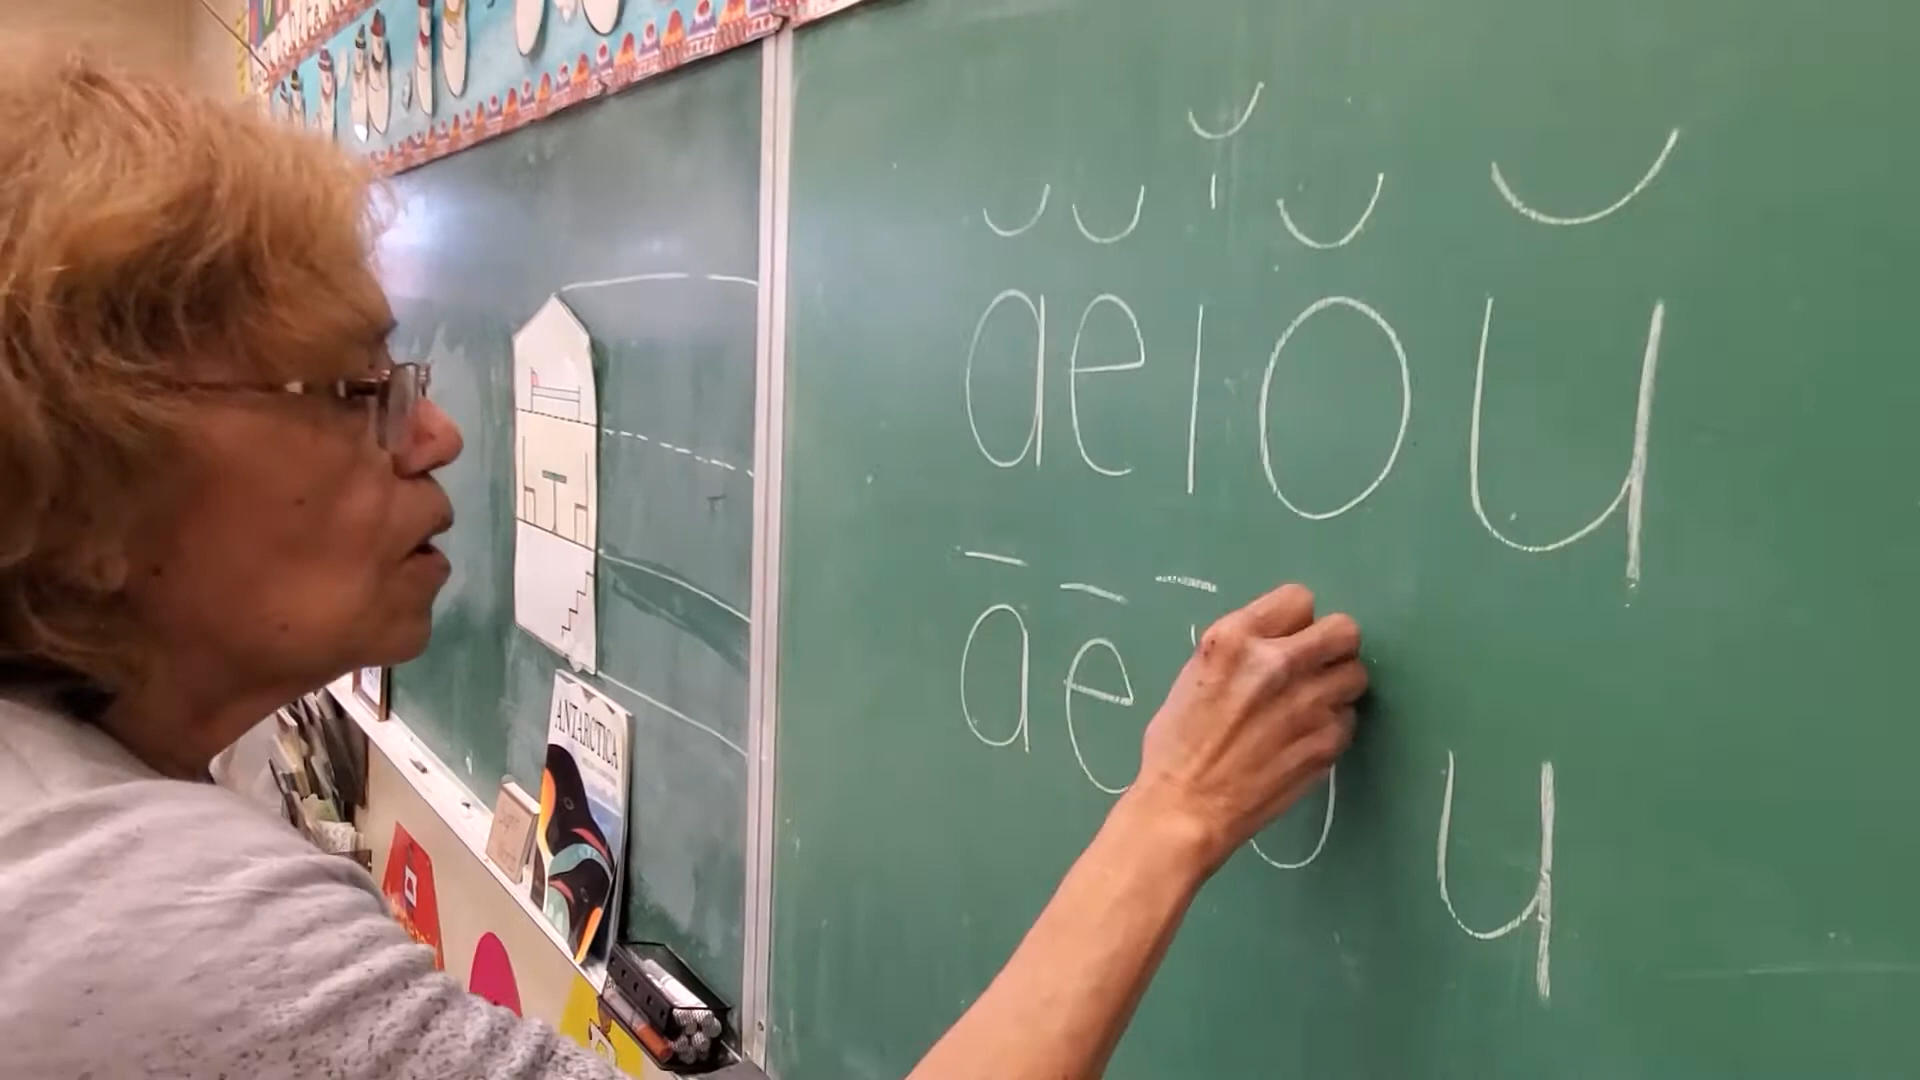 ă ĕ ĭ ŏ ŭ
ā ē ī o u
ANTARCTICA